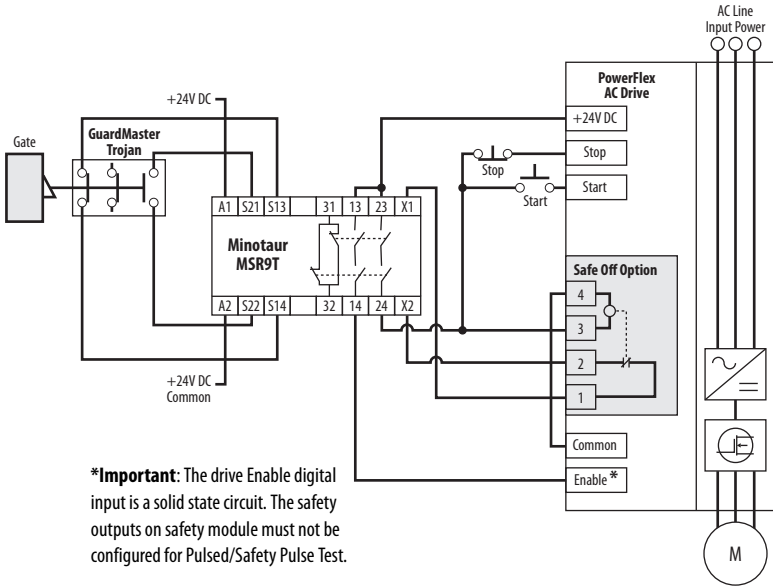 AC Line
Input Power
PowerFlex
AC Drive
+24V DC
+24V DC
GuardMaster
Trojan
Gate
Stop
Stop
Start
Start
A1 S21 S13 31 13 23 X1
Minotaur
MSR9T
Safe Off Option
4
3
2
1
A2 S22 S14 32 14 24 X2
+24V DC
Common
Common
Enable *
*Important: The drive Enable digital
input is a solid state circuit. The safety
outputs on safety module must not be
configured for Pulsed/Safety Pulse Test.
M